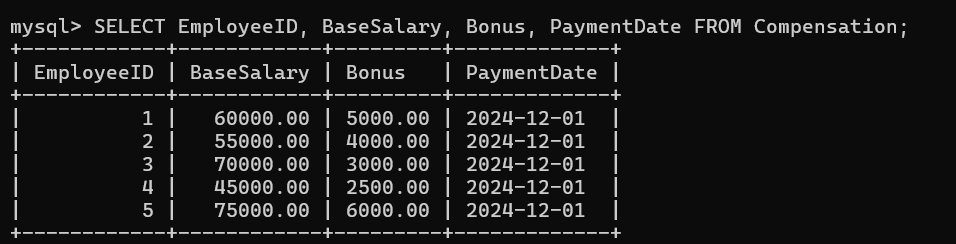 mysql> SELECT EmployeeID, BaseSalary, Bonus, PaymentDate FROM Compensation;
+------------+------------+---------+-------------+
| EmployeeID | BaseSalary | Bonus   | PaymentDate |
+------------+------------+---------+-------------+
|          1 |   60000.00 | 5000.00 | 2024-12-01  |
|          2 |   55000.00 | 4000.00 | 2024-12-01  |
|          3 |   70000.00 | 3000.00 | 2024-12-01  |
|          4 |   45000.00 | 2500.00 | 2024-12-01  |
|          5 |   75000.00 | 6000.00 | 2024-12-01  |
+------------+------------+---------+-------------+